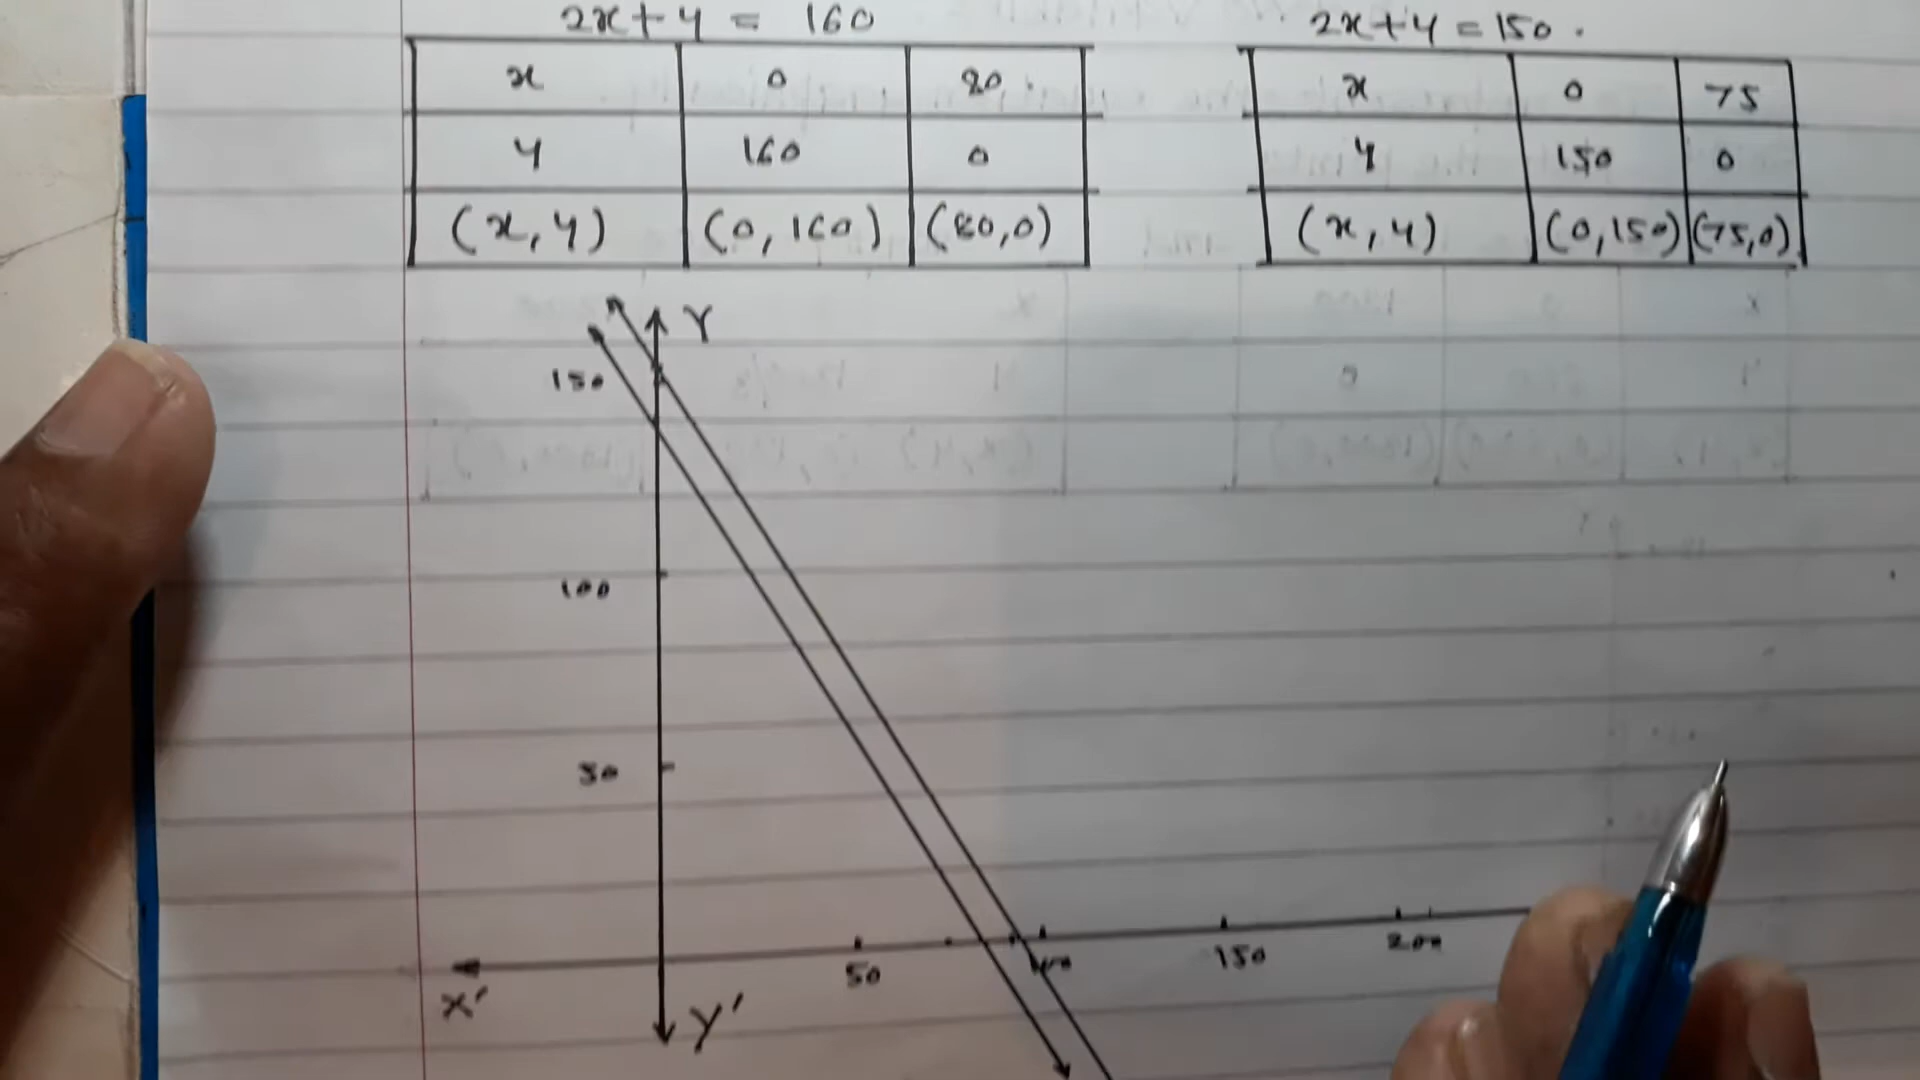 2x+y = 160
x 0 80
y 160 0
(x,y) (0,160) (80,0)
2x+y =150.
x 0 75
y 150 0
(x,y) (0,150) (75,0)
Y
150
100
50
50 100 150 200
X'
Y'